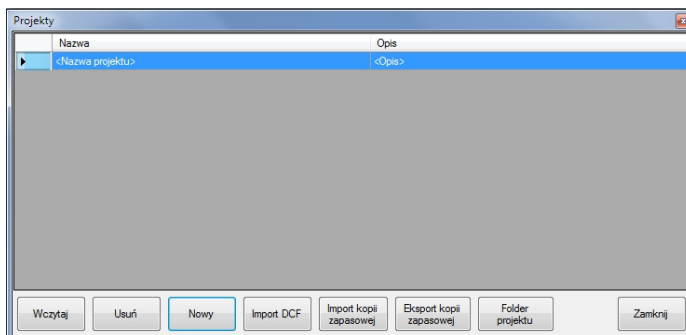 Projekty
Nazwa Opis
<Nazwa projektu> <Opis>
Wczytaj Usuń Nowy Import DCF Import kopii zapasowej Eksport kopii zapasowej Folder projektu Zamknij